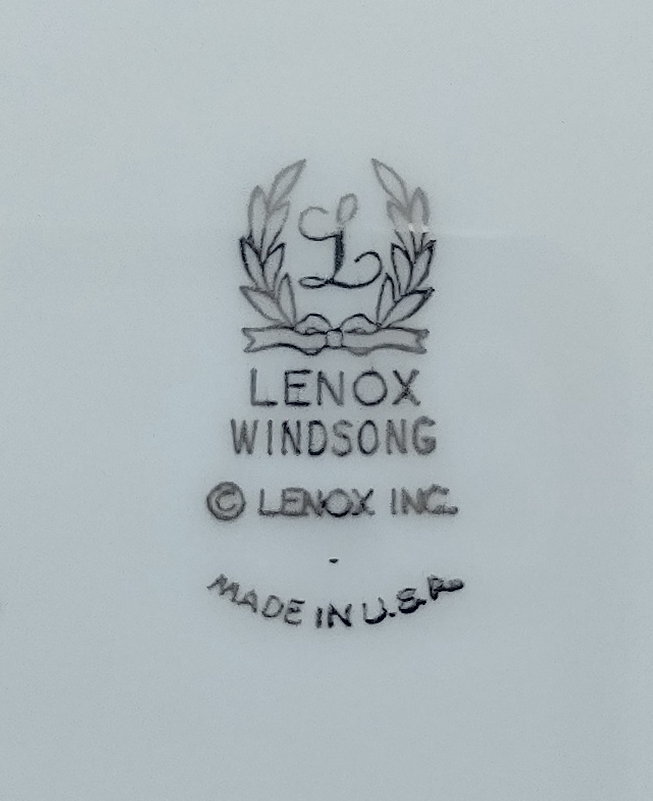 L
LENOX
WINDSONG
© LENOX INC.
MADE IN U.S.A.